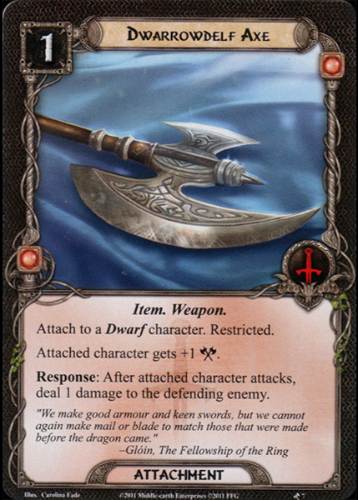 1
DWARROWDELF AXE
Item. Weapon.
Attach to a Dwarf character. Restricted.
Attached character gets +1 .
Response: After attached character attacks,
deal 1 damage to the defending enemy.
"We make good armour and keen swords, but we cannot
again make mail or blade to match those that were
made before the dragon came."
–Glóin, The Fellowship of the Ring
ATTACHMENT
Illus. Carolina Eade ©2011 Middle-earth Enterprises ©2011 FFG 7